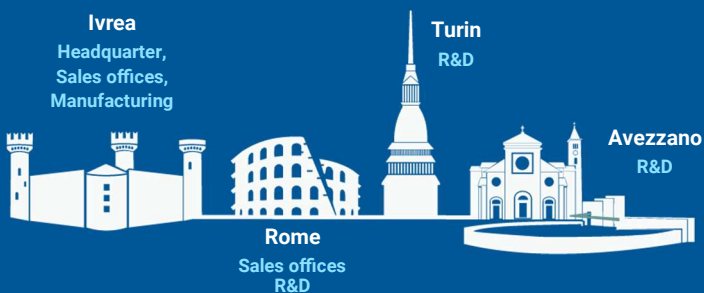 Ivrea
Headquarter,
Sales offices,
Manufacturing
Turin
R&D
Avezzano
R&D
Rome
Sales offices
R&D